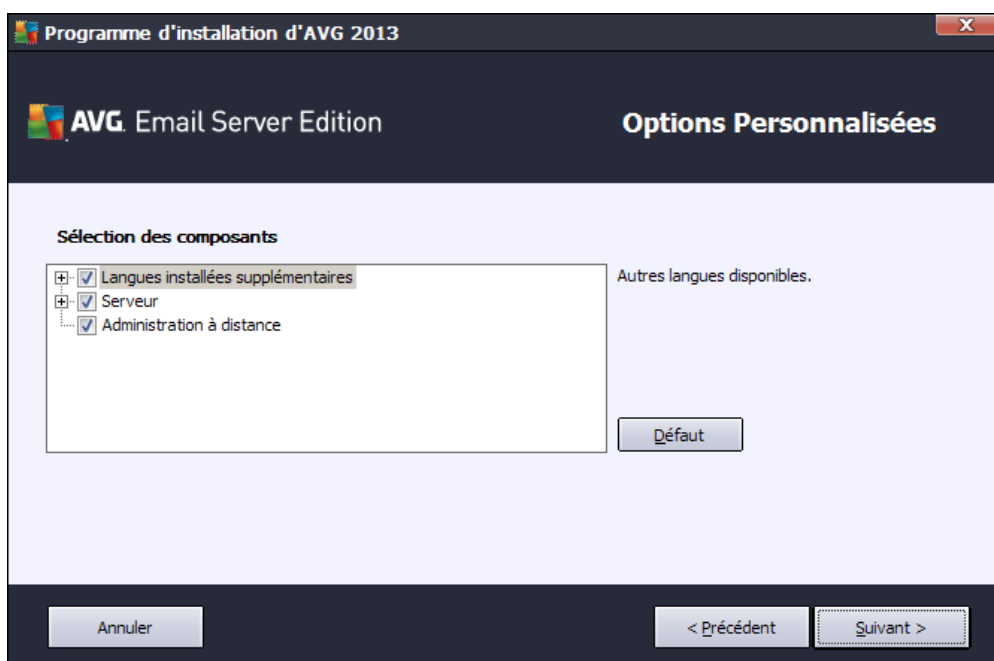 Programme d'installation d'AVG 2013
X
AVG. Email Server Edition
Options Personnalisées
Sélection des composants
Langues installées supplémentaires
Serveur
Administration à distance
Autres langues disponibles.
Défaut
Annuler
< Précédent
Suivant >